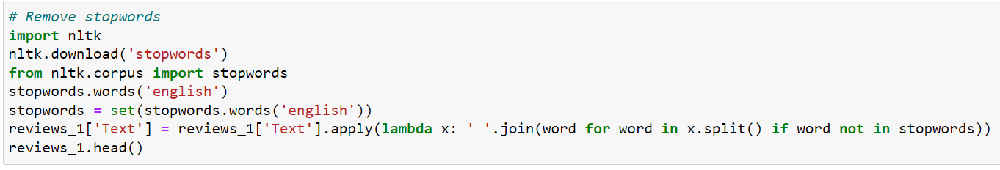 # Remove stopwords
import nltk
nltk.download('stopwords')
from nltk.corpus import stopwords
stopwords.words('english')
stopwords = set(stopwords.words('english'))
reviews_1['Text'] = reviews_1['Text'].apply(lambda x: ' '.join(word for word in x.split() if word not in stopwords))
reviews_1.head()